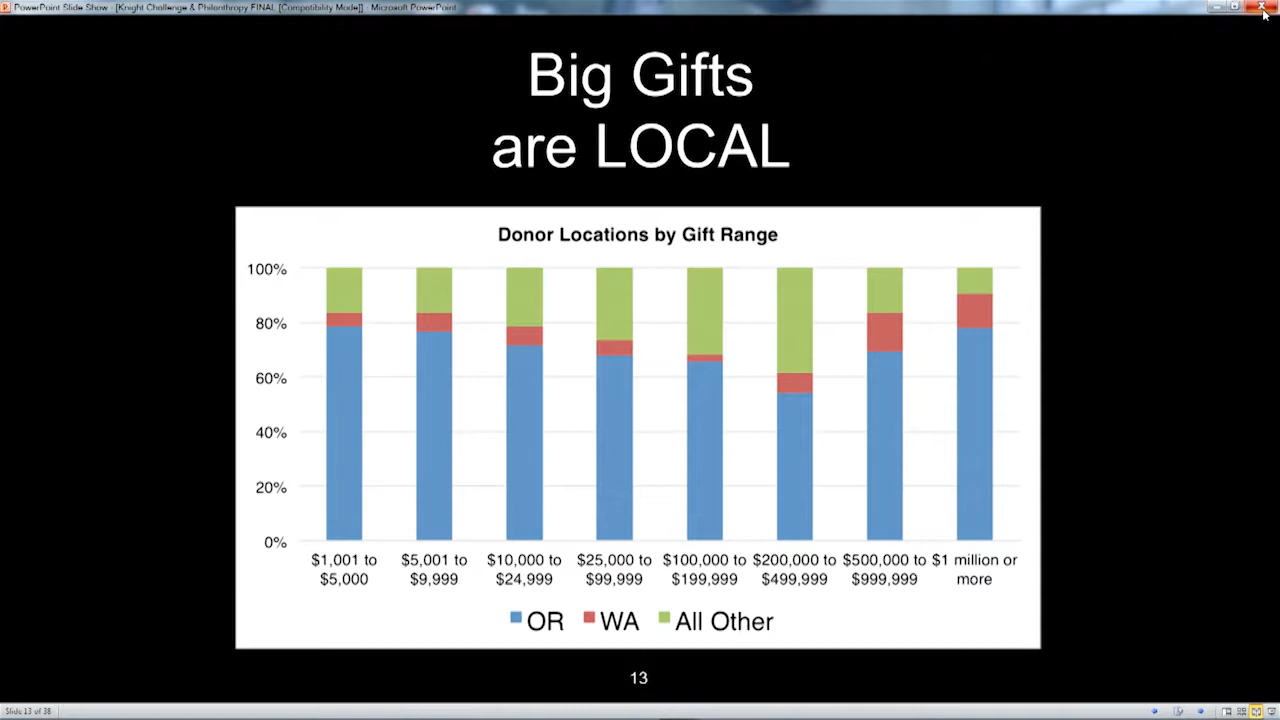 PowerPoint Slide Show - [Knight Challenge & Philanthropy FINAL [Compatibility Mode]] - Microsoft PowerPoint
Big Gifts
are LOCAL
Donor Locations by Gift Range
100%
80%
60%
40%
20%
0%
$1,001 to $5,001 to $10,000 to $25,000 to $100,000 to $200,000 to $500,000 to $1 million or
$5,000 $9,999 $24,999 $99,999 $199,999 $499,999 $999,999 more
OR WA All Other
13
Slide 13 of 38